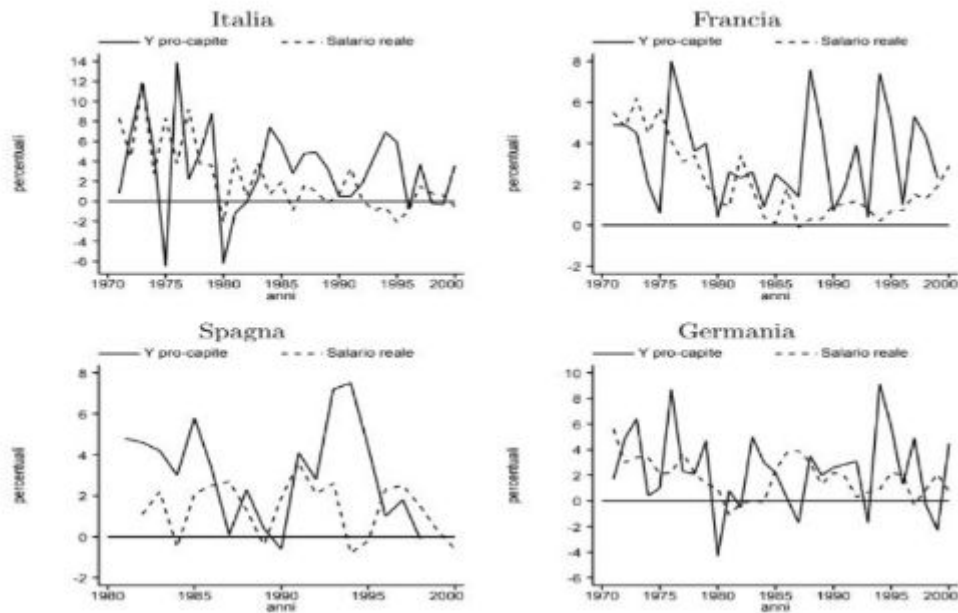 Italia
Y pro-capite Salario reale
percentuali
14
12
10
8
6
4
2
0
-2
-4
-6
1970 1975 1980 1985 1990 1995 2000
anni
Francia
Y pro-capite Salario reale
percentuali
8
6
4
2
0
-2
1970 1975 1980 1985 1990 1995 2000
anni
Spagna
Y pro-capite Salario reale
percentuali
8
6
4
2
0
-2
1980 1985 1990 1995 2000
anni
Germania
Y pro-capite Salario reale
percentuali
10
8
6
4
2
0
-2
-4
-6
1970 1975 1980 1985 1990 1995 2000
anni